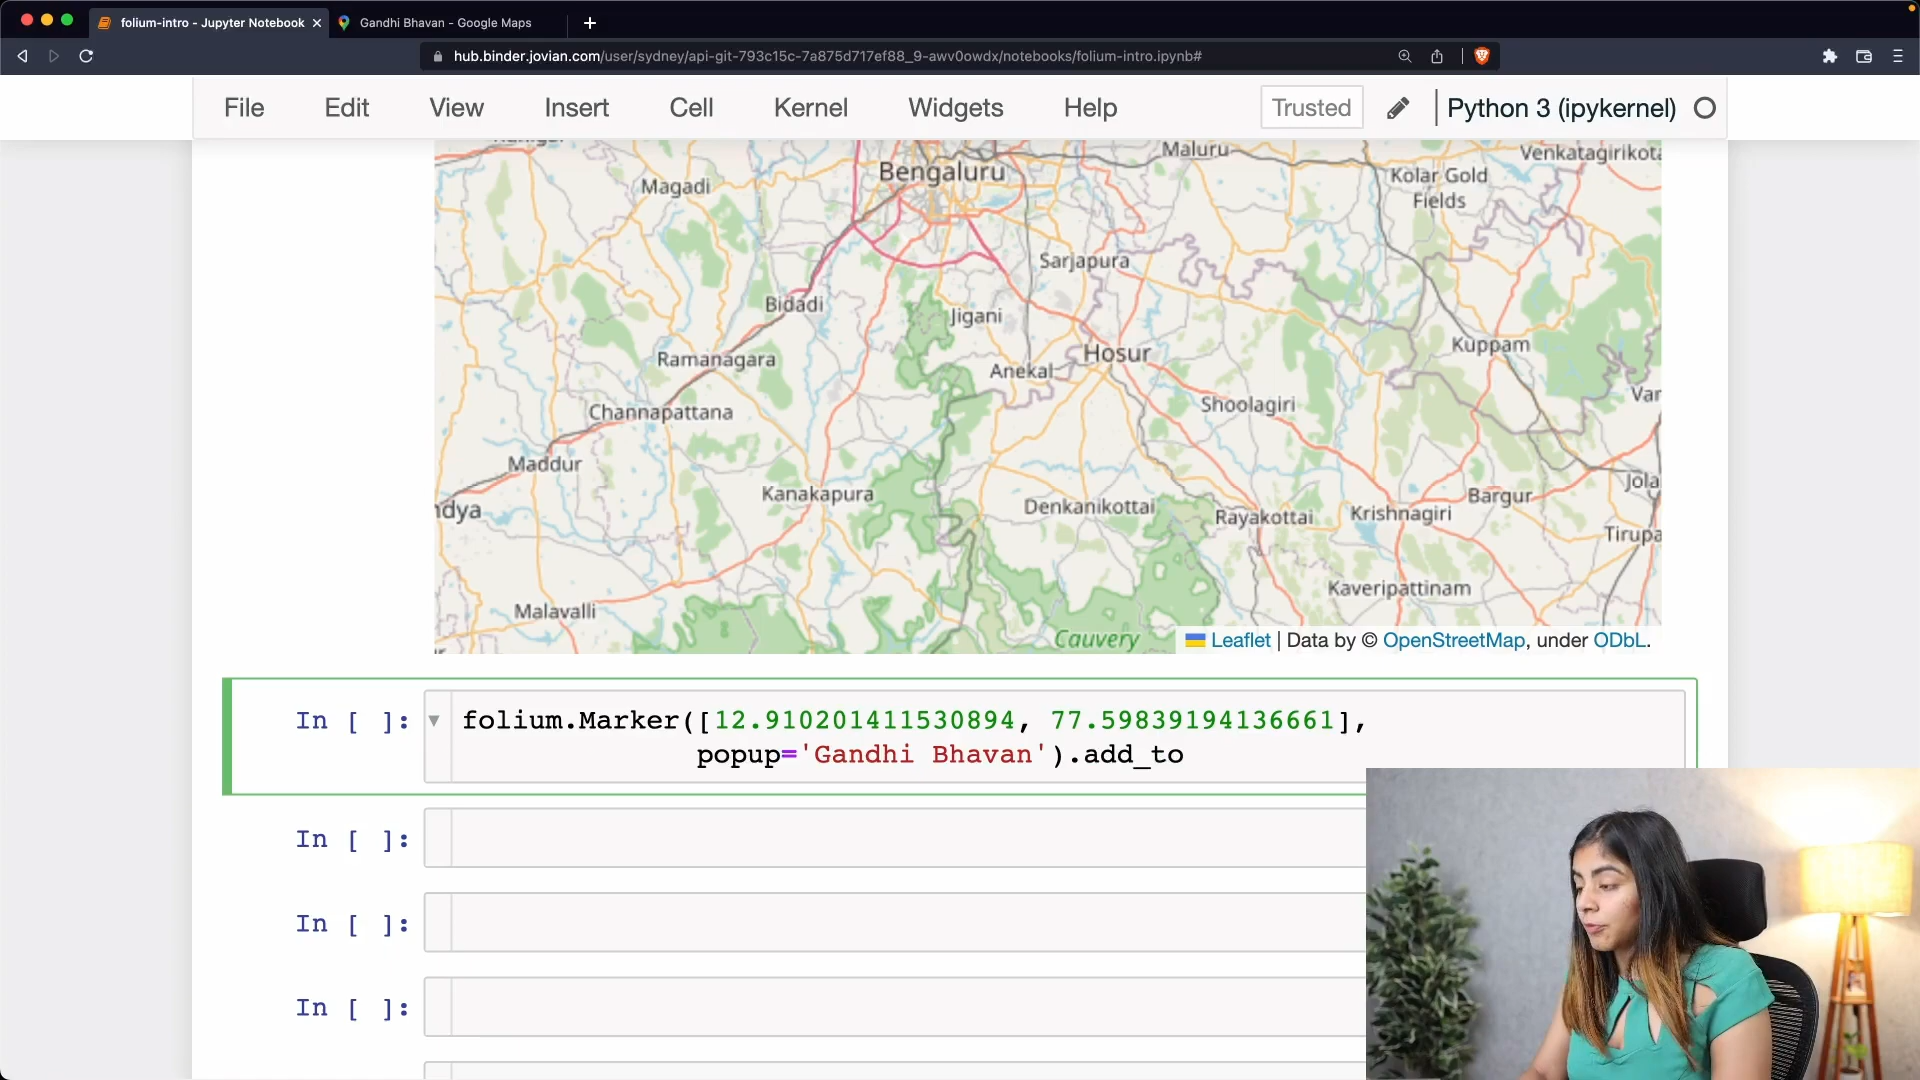 folium-intro - Jupyter Notebook
Gandhi Bhavan - Google Maps
hub.binder.jovian.com/user/sydney/api-git-793c15c-7a875d717ef88_9-awv0owdx/notebooks/folium-intro.ipynb#
File Edit View Insert Cell Kernel Widgets Help Trusted Python 3 (ipykernel)
Maluru
Venkatagirikota
Bengaluru
Magadi
Kolar Gold
Fields
Sarjapura
Bidadi
Jigani
Kuppam
Hosur
Ramanagara
Anekal
Van
Shoolagiri
Channapattana
Maddur
Jola
Kanakapura
Bargur
ndya
Denkanikottai
Rayakottai
Krishnagiri
Tirupa
Kaveripattinam
Malavalli
Cauvery
Leaflet | Data by © OpenStreetMap, under ODbL.
In [ ]: folium.Marker([12.910201411530894, 77.59839194136661],
popup='Gandhi Bhavan').add_to
In [ ]:
In [ ]:
In [ ]: